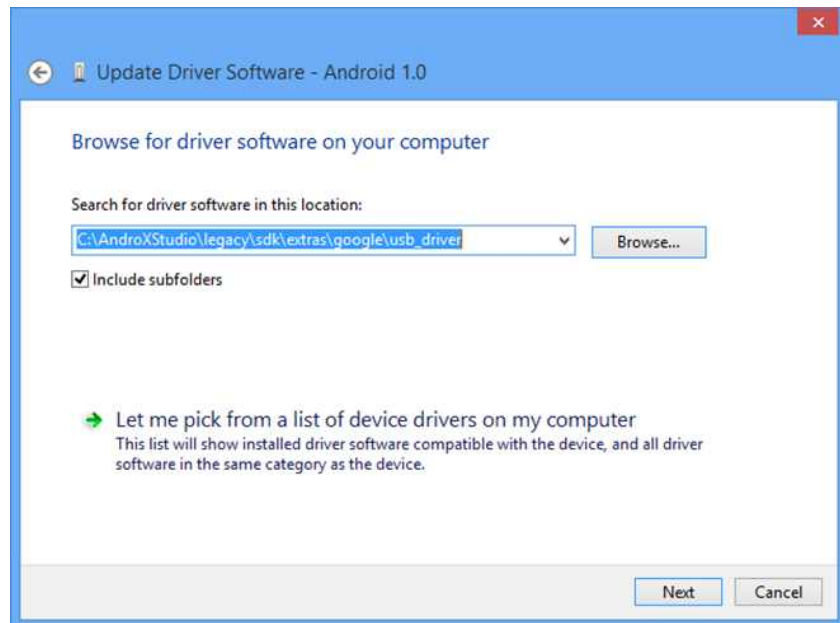 Update Driver Software - Android 1.0
Browse for driver software on your computer
Search for driver software in this location:
C:\AndroXStudio\legacy\sdk\extras\google\usb_driver
Browse...
Include subfolders
Let me pick from a list of device drivers on my computer
This list will show installed driver software compatible with the device, and all driver
software in the same category as the device.
Next Cancel